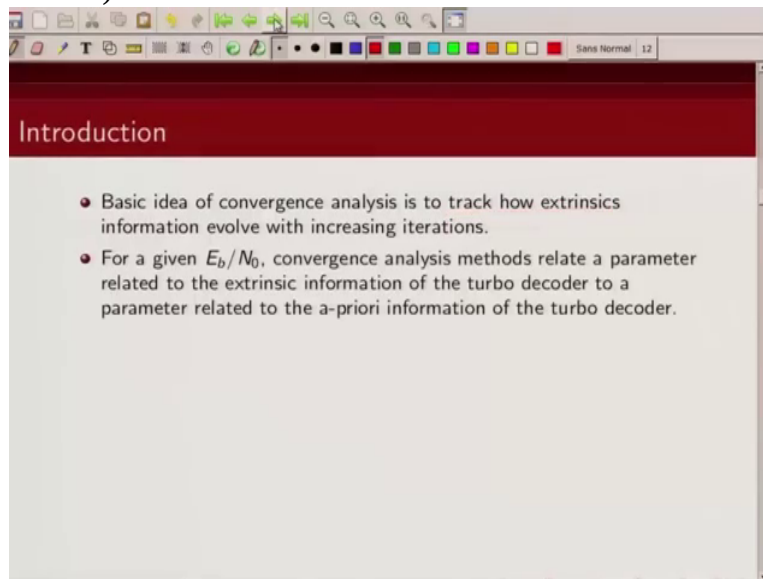 T
Sans Normal 12
Introduction
Basic idea of convergence analysis is to track how extrinsics
information evolve with increasing iterations.
For a given E_b/N_0, convergence analysis methods relate a parameter
related to the extrinsic information of the turbo decoder to a
parameter related to the a-priori information of the turbo decoder.